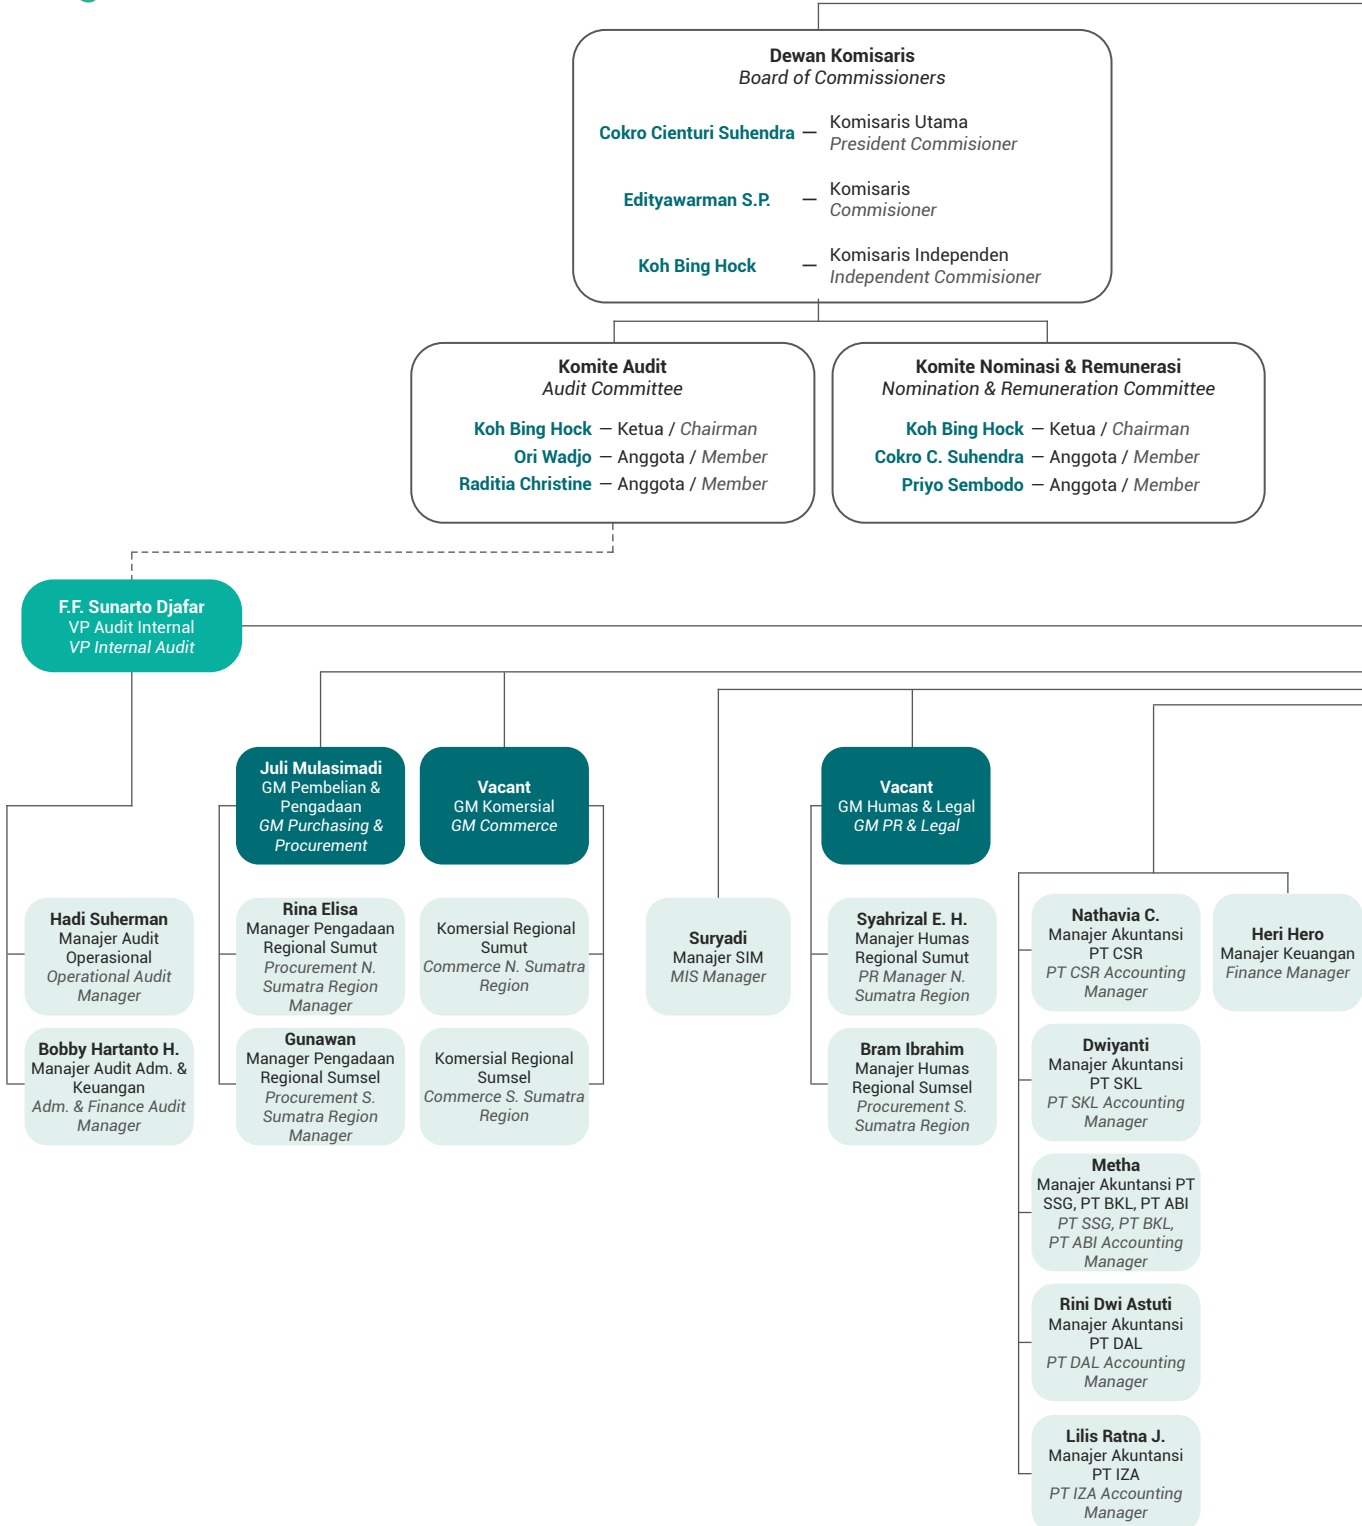 Dewan Komisaris
Board of Commissioners
Cokro Cienturi Suhendra — Komisaris Utama
President Commisioner
Edityawarman S.P. — Komisaris
Commisioner
Koh Bing Hock — Komisaris Independen
Independent Commisioner
Komite Audit
Audit Committee
Koh Bing Hock — Ketua / Chairman
Ori Wadjo — Anggota / Member
Raditia Christine — Anggota / Member
Komite Nominasi & Remunerasi
Nomination & Remuneration Committee
Koh Bing Hock — Ketua / Chairman
Cokro C. Suhendra — Anggota / Member
Priyo Sembodo — Anggota / Member
F.F. Sunarto Djafar
VP Audit Internal
VP Internal Audit
Juli Mulasimadi
GM Pembelian &
Pengadaan
GM Purchasing &
Procurement
Vacant
GM Komersial
GM Commerce
Vacant
GM Humas & Legal
GM PR & Legal
Hadi Suherman
Manajer Audit
Operasional
Operational Audit
Manager
Bobby Hartanto H.
Manajer Audit Adm. &
Keuangan
Adm. & Finance Audit
Manager
Rina Elisa
Manager Pengadaan
Regional Sumut
Procurement N.
Sumatra Region
Manager
Gunawan
Manager Pengadaan
Regional Sumsel
Procurement S.
Sumatra Region
Manager
Komersial Regional
Sumut
Commerce N. Sumatra
Region
Komersial Regional
Sumsel
Commerce S. Sumatra
Region
Suryadi
Manajer SIM
MIS Manager
Syahrizal E. H.
Manajer Humas
Regional Sumut
PR Manager N.
Sumatra Region
Bram Ibrahim
Manajer Humas
Regional Sumsel
Procurement S.
Sumatra Region
Nathavia C.
Manajer Akuntansi
PT CSR
PT CSR Accounting
Manager
Dwiyanti
Manajer Akuntansi
PT SKL
PT SKL Accounting
Manager
Metha
Manajer Akuntansi PT
SSG, PT BKL, PT ABI
PT SSG, PT BKL,
PT ABI Accounting
Manager
Rini Dwi Astuti
Manajer Akuntansi
PT DAL
PT DAL Accounting
Manager
Lilis Ratna J.
Manajer Akuntansi
PT IZA
PT IZA Accounting
Manager
Heri Hero
Manajer Keuangan
Finance Manager